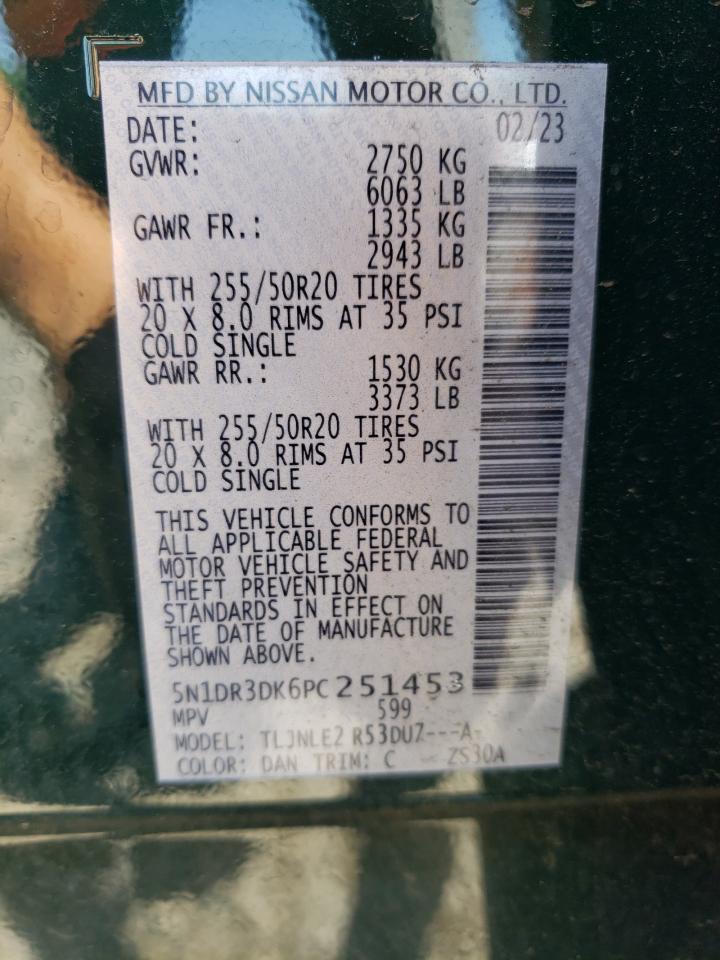 MFD BY NISSAN MOTOR CO., LTD.
DATE: 02/23
GVWR: 2750 KG
6063 LB
GAWR FR.: 1335 KG
2943 LB
WITH 255/50R20 TIRES
20 X 8.0 RIMS AT 35 PSI
COLD SINGLE
GAWR RR.: 1530 KG
3373 LB
WITH 255/50R20 TIRES
20 X 8.0 RIMS AT 35 PSI
COLD SINGLE
THIS VEHICLE CONFORMS TO
ALL APPLICABLE FEDERAL
MOTOR VEHICLE SAFETY AND
THEFT PREVENTION
STANDARDS IN EFFECT ON
THE DATE OF MANUFACTURE
SHOWN ABOVE.
5N1DR3DK6PC251453
MPV 599
MODEL: TLJNLE2 R53DUZ---A-
COLOR: DAN TRIM: C ZS30A